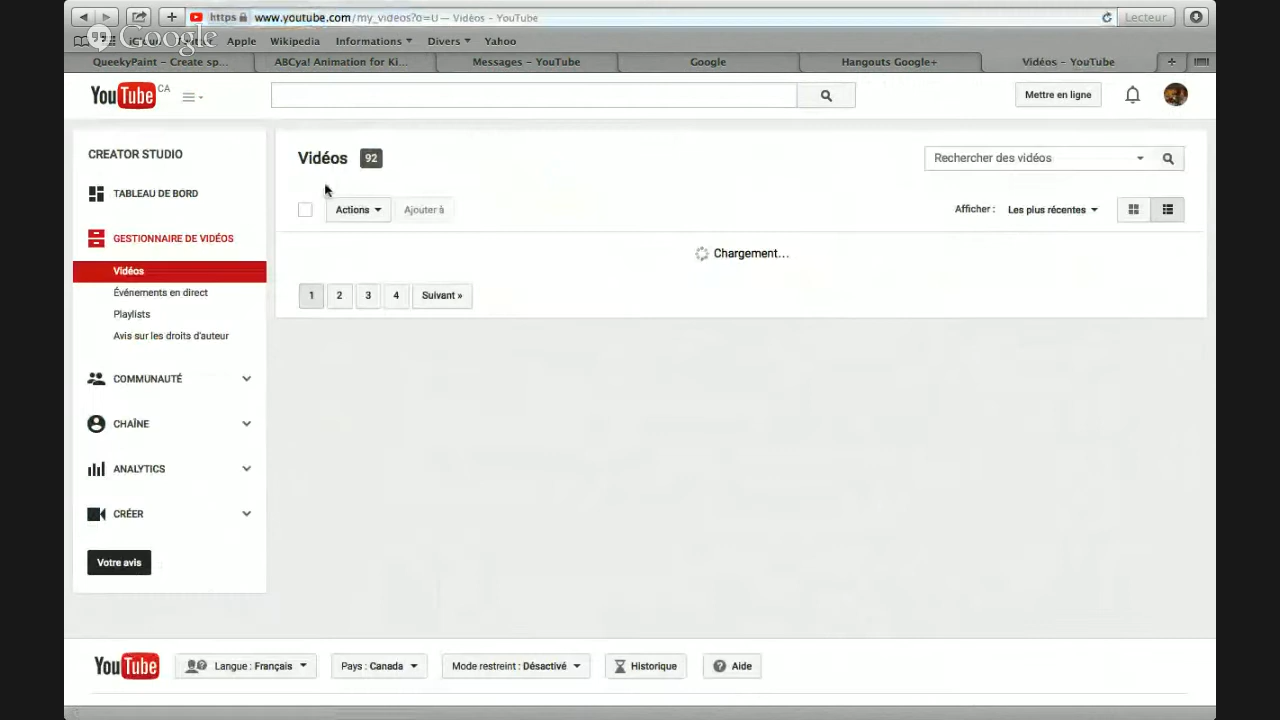 https www.youtube.com/my_videos?o=U — Vidéos – YouTube
Lecteur
Google
Apple Wikipedia Informations Divers Yahoo
QueekyPaint – Create sp... ABCya! Animation for Ki... Messages – YouTube Google Hangouts Google+ Vidéos – YouTube
YouTube CA
Mettre en ligne
CREATOR STUDIO
TABLEAU DE BORD
GESTIONNAIRE DE VIDÉOS
Vidéos
Événements en direct
Playlists
Avis sur les droits d'auteur
COMMUNAUTÉ
CHAÎNE
ANALYTICS
CRÉER
Votre avis
Vidéos 92
Rechercher des vidéos
Actions Ajouter à
Afficher : Les plus récentes
Chargement...
1 2 3 4 Suivant »
YouTube Langue : Français Pays : Canada Mode restreint : Désactivé Historique Aide